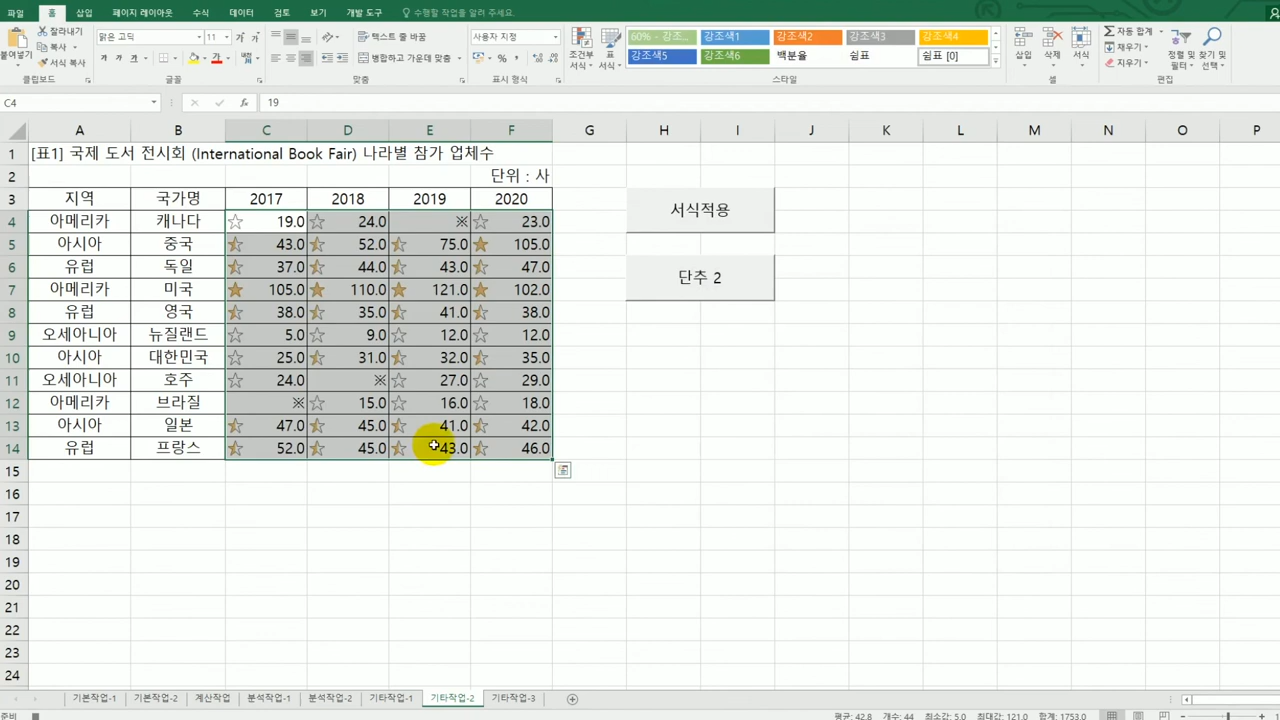 파일 홈 삽입 페이지 레이아웃 수식 데이터 검토 보기 개발 도구 수행할 작업을 알려 주세요.
붙여넣기 잘라내기 복사 서식 복사
클립보드
맑은 고딕 11 가 가
가 가 가
글꼴
텍스트 줄 바꿈
병합하고 가운데 맞춤
맞춤
사용자 지정
%
표시 형식
조건부 서식 표 서식
60% - 강조... 강조색1 강조색2 강조색3 강조색4
강조색5 강조색6 백분율 쉼표 쉼표 [0]
스타일
삽입 삭제 서식
셀
자동 합계
채우기
지우기
정렬 및 필터 찾기 및 선택
편집
C4 fx 19
A B C D E F G H I J K L M N O P
1 [표1] 국제 도서 전시회 (International Book Fair) 나라별 참가 업체수
2 단위 : 사
3 지역 국가명 2017 2018 2019 2020
4 아메리카 캐나다 19.0 24.0 ※ 23.0
5 아시아 중국 43.0 52.0 75.0 105.0
6 유럽 독일 37.0 44.0 43.0 47.0
7 아메리카 미국 105.0 110.0 121.0 102.0
8 유럽 영국 38.0 35.0 41.0 38.0
9 오세아니아 뉴질랜드 5.0 9.0 12.0 12.0
10 아시아 대한민국 25.0 31.0 32.0 35.0
11 오세아니아 호주 24.0 ※ 27.0 29.0
12 아메리카 브라질 ※ 15.0 16.0 18.0
13 아시아 일본 47.0 45.0 41.0 42.0
14 유럽 프랑스 52.0 45.0 43.0 46.0
15
16
17
18
19
20
21
22
23
24
서식적용
단추 2
기본작업-1 기본작업-2 계산작업 분석작업-1 분석작업-2 기타작업-1 기타작업-2 기타작업-3
준비 평균: 42.8 개수: 44 최소값: 5.0 최대값: 121.0 합계: 1753.0